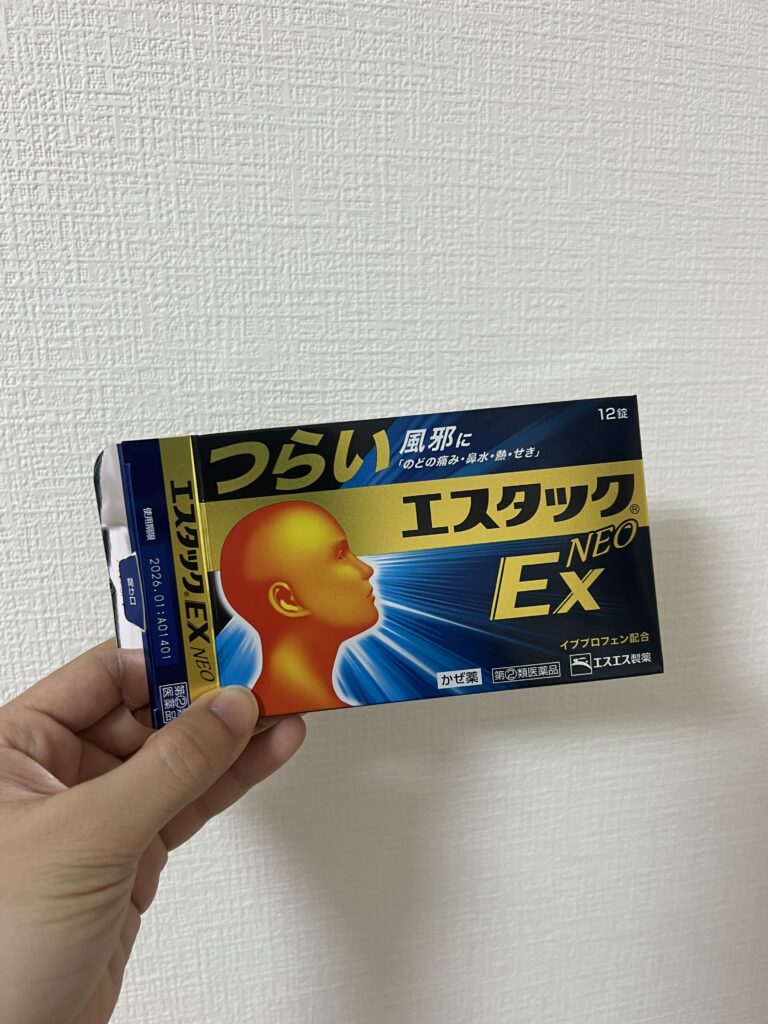 12錠
つらい 風邪に
「のどの痛み・鼻水・熱・せき」
エスタック®
EX NEO
イブプロフェン配合
かぜ薬 第②類医薬品 エスエス製薬
エスタック® EX NEO
第②類
医薬品
使用期限
2026.01:A01401
開封口